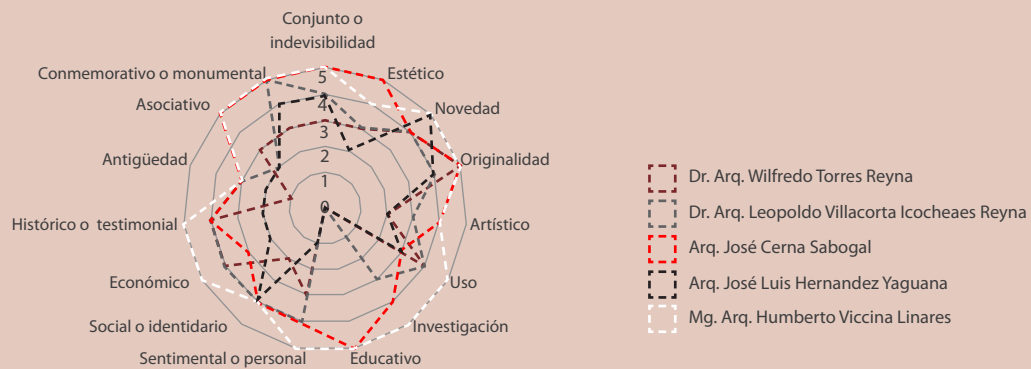 Conjunto o
indevisibilidad
Conmemorativo o monumental
Estético
Asociativo
Novedad
Antigüedad
Originalidad
Histórico o testimonial
Artístico
Económico
Uso
Social o identidario
Investigación
Sentimental o personal
Educativo
5
4
3
2
1
0
Dr. Arq. Wilfredo Torres Reyna
Dr. Arq. Leopoldo Villacorta Icocheaes Reyna
Arq. José Cerna Sabogal
Arq. José Luis Hernandez Yaguana
Mg. Arq. Humberto Viccina Linares